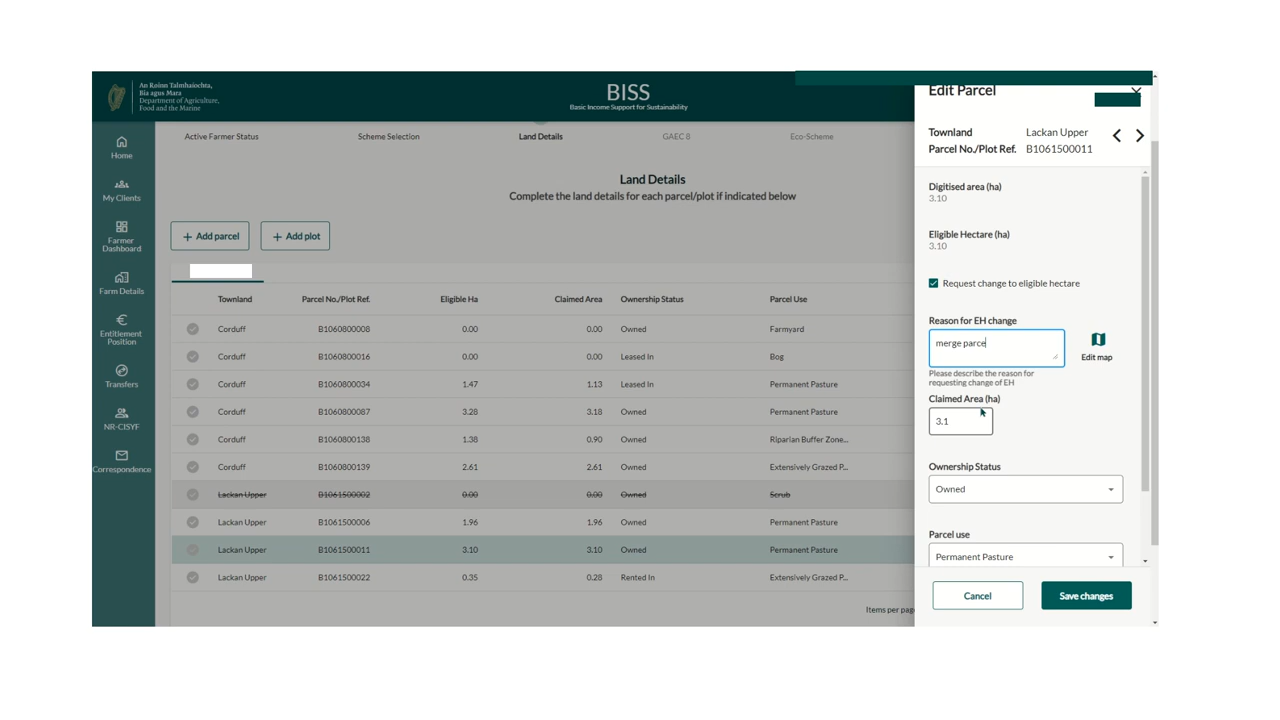 An Roinn Talmhaíochta,
Bia agus Mara
Department of Agriculture,
Food and the Marine
BISS
Basic Income Support for Sustainability
Home
My Clients
Farmer
Dashboard
Farm Details
Entitlement
Position
Transfers
NR-CISYF
Correspondence
Active Farmer Status
Scheme Selection
Land Details
GAEC 8
Eco-Scheme
Land Details
Complete the land details for each parcel/plot if indicated below
+ Add parcel
+ Add plot
Townland Parcel No./Plot Ref. Eligible Ha Claimed Area Ownership Status Parcel Use
Corduff B1060800008 0.00 0.00 Owned Farmyard
Corduff B1060800016 0.00 0.00 Leased In Bog
Corduff B1060800034 1.47 1.13 Leased In Permanent Pasture
Corduff B1060800087 3.28 3.18 Owned Permanent Pasture
Corduff B1060800138 1.38 0.90 Owned Riparian Buffer Zone...
Corduff B1060800139 2.61 2.61 Owned Extensively Grazed P...
Lackan Upper B1061500002 0.00 0.00 Owned Scrub
Lackan Upper B1061500006 1.96 1.96 Owned Permanent Pasture
Lackan Upper B1061500011 3.10 3.10 Owned Permanent Pasture
Lackan Upper B1061500022 0.35 0.28 Rented In Extensively Grazed P...
Items per pag
Edit Parcel
Townland Lackan Upper
Parcel No./Plot Ref. B1061500011
Digitised area (ha)
3.10
Eligible Hectare (ha)
3.10
Request change to eligible hectare
Reason for EH change
merge parce
Edit map
Please describe the reason for
requesting change of EH
Claimed Area (ha)
3.1
Ownership Status
Owned
Parcel use
Permanent Pasture
Cancel
Save changes